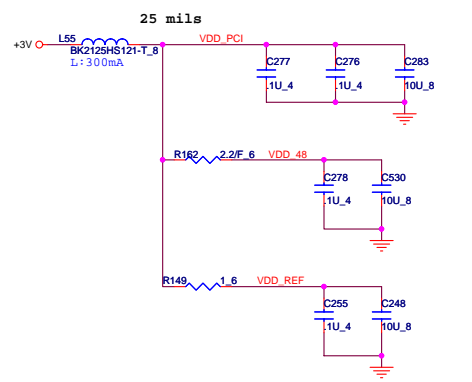 25 mils
+3V
L55
BK2125HS121-T_8
L:300mA
VDD_PCI
C277
.1U_4
C276
.1U_4
C283
10U_8
R162
2.2/F_6
VDD_48
C278
.1U_4
C530
10U_8
R149
1_6
VDD_REF
C255
.1U_4
C248
10U_8